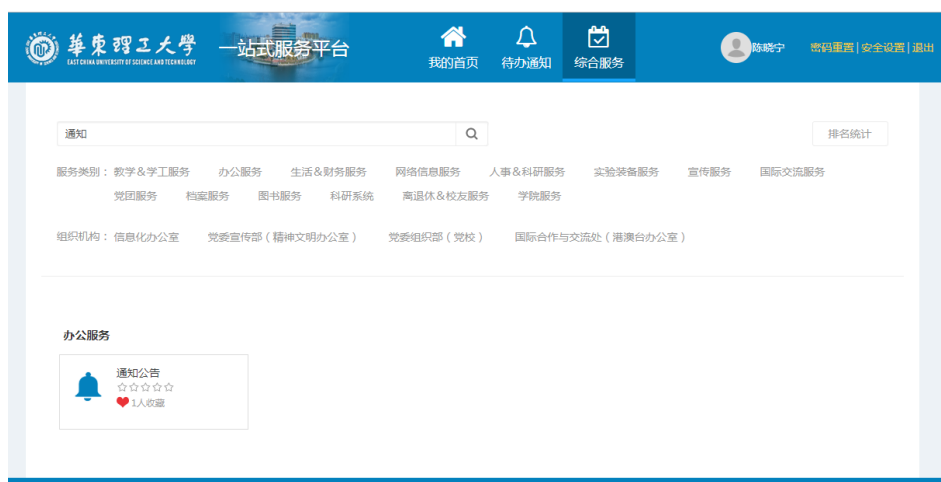 華東理工大學
EAST CHINA UNIVERSITY OF SCIENCE AND TECHNOLOGY
一站式服务平台
我的首页 待办通知 综合服务
陈晓宁 密码重置|安全设置|退出
通知
排名统计
服务类别：教学&学工服务 办公服务 生活&财务服务 网络信息服务 人事&科研服务 实验装备服务 宣传服务 国际交流服务
党团服务 档案服务 图书服务 科研系统 离退休&校友服务 学院服务
组织机构：信息化办公室 党委宣传部（精神文明办公室） 党委组织部（党校） 国际合作与交流处（港澳台办公室）
办公服务
通知公告
1人收藏